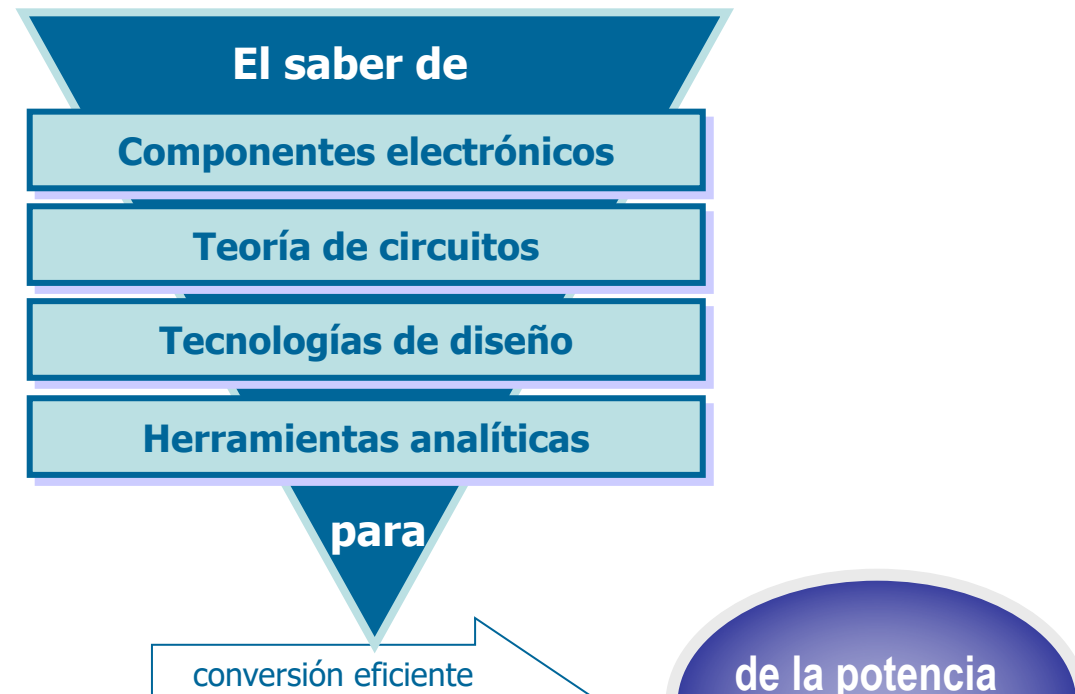 El saber de
Componentes electrónicos
Teoría de circuitos
Tecnologías de diseño
Herramientas analíticas
para
conversión eficiente
de la potencia